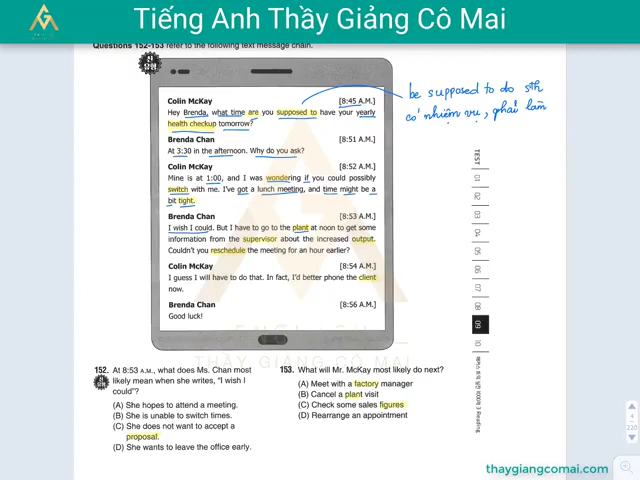 Tiếng Anh Thầy Giảng Cô Mai
Questions 152-153 refer to the following text message chain.
Colin McKay [8:45 A.M.]
Hey Brenda, what time are you supposed to have your yearly
health checkup tomorrow?
be supposed to do sth
có nhiệm vụ, phải làm
Brenda Chan [8:51 A.M.]
At 3:30 in the afternoon. Why do you ask?
Colin McKay [8:52 A.M.]
Mine is at 1:00, and I was wondering if you could possibly
switch with me. I've got a lunch meeting, and time might be a
bit tight.
Brenda Chan [8:53 A.M.]
I wish I could. But I have to go to the plant at noon to get some
information from the supervisor about the increased output.
Couldn't you reschedule the meeting for an hour earlier?
Colin McKay [8:54 A.M.]
I guess I will have to do that. In fact, I'd better phone the client
now.
Brenda Chan [8:56 A.M.]
Good luck!
THẦY GIẢNG CÔ MAI
152. At 8:53 A.M., what does Ms. Chan most
likely mean when she writes, "I wish I
could"?
(A) She hopes to attend a meeting.
(B) She is unable to switch times.
(C) She does not want to accept a
proposal.
(D) She wants to leave the office early.
153. What will Mr. McKay most likely do next?
(A) Meet with a factory manager
(B) Cancel a plant visit
(C) Check some sales figures
(D) Rearrange an appointment
TEST
01
02
03
04
05
06
07
08
09
10
4
220
thaygiangcomai.com